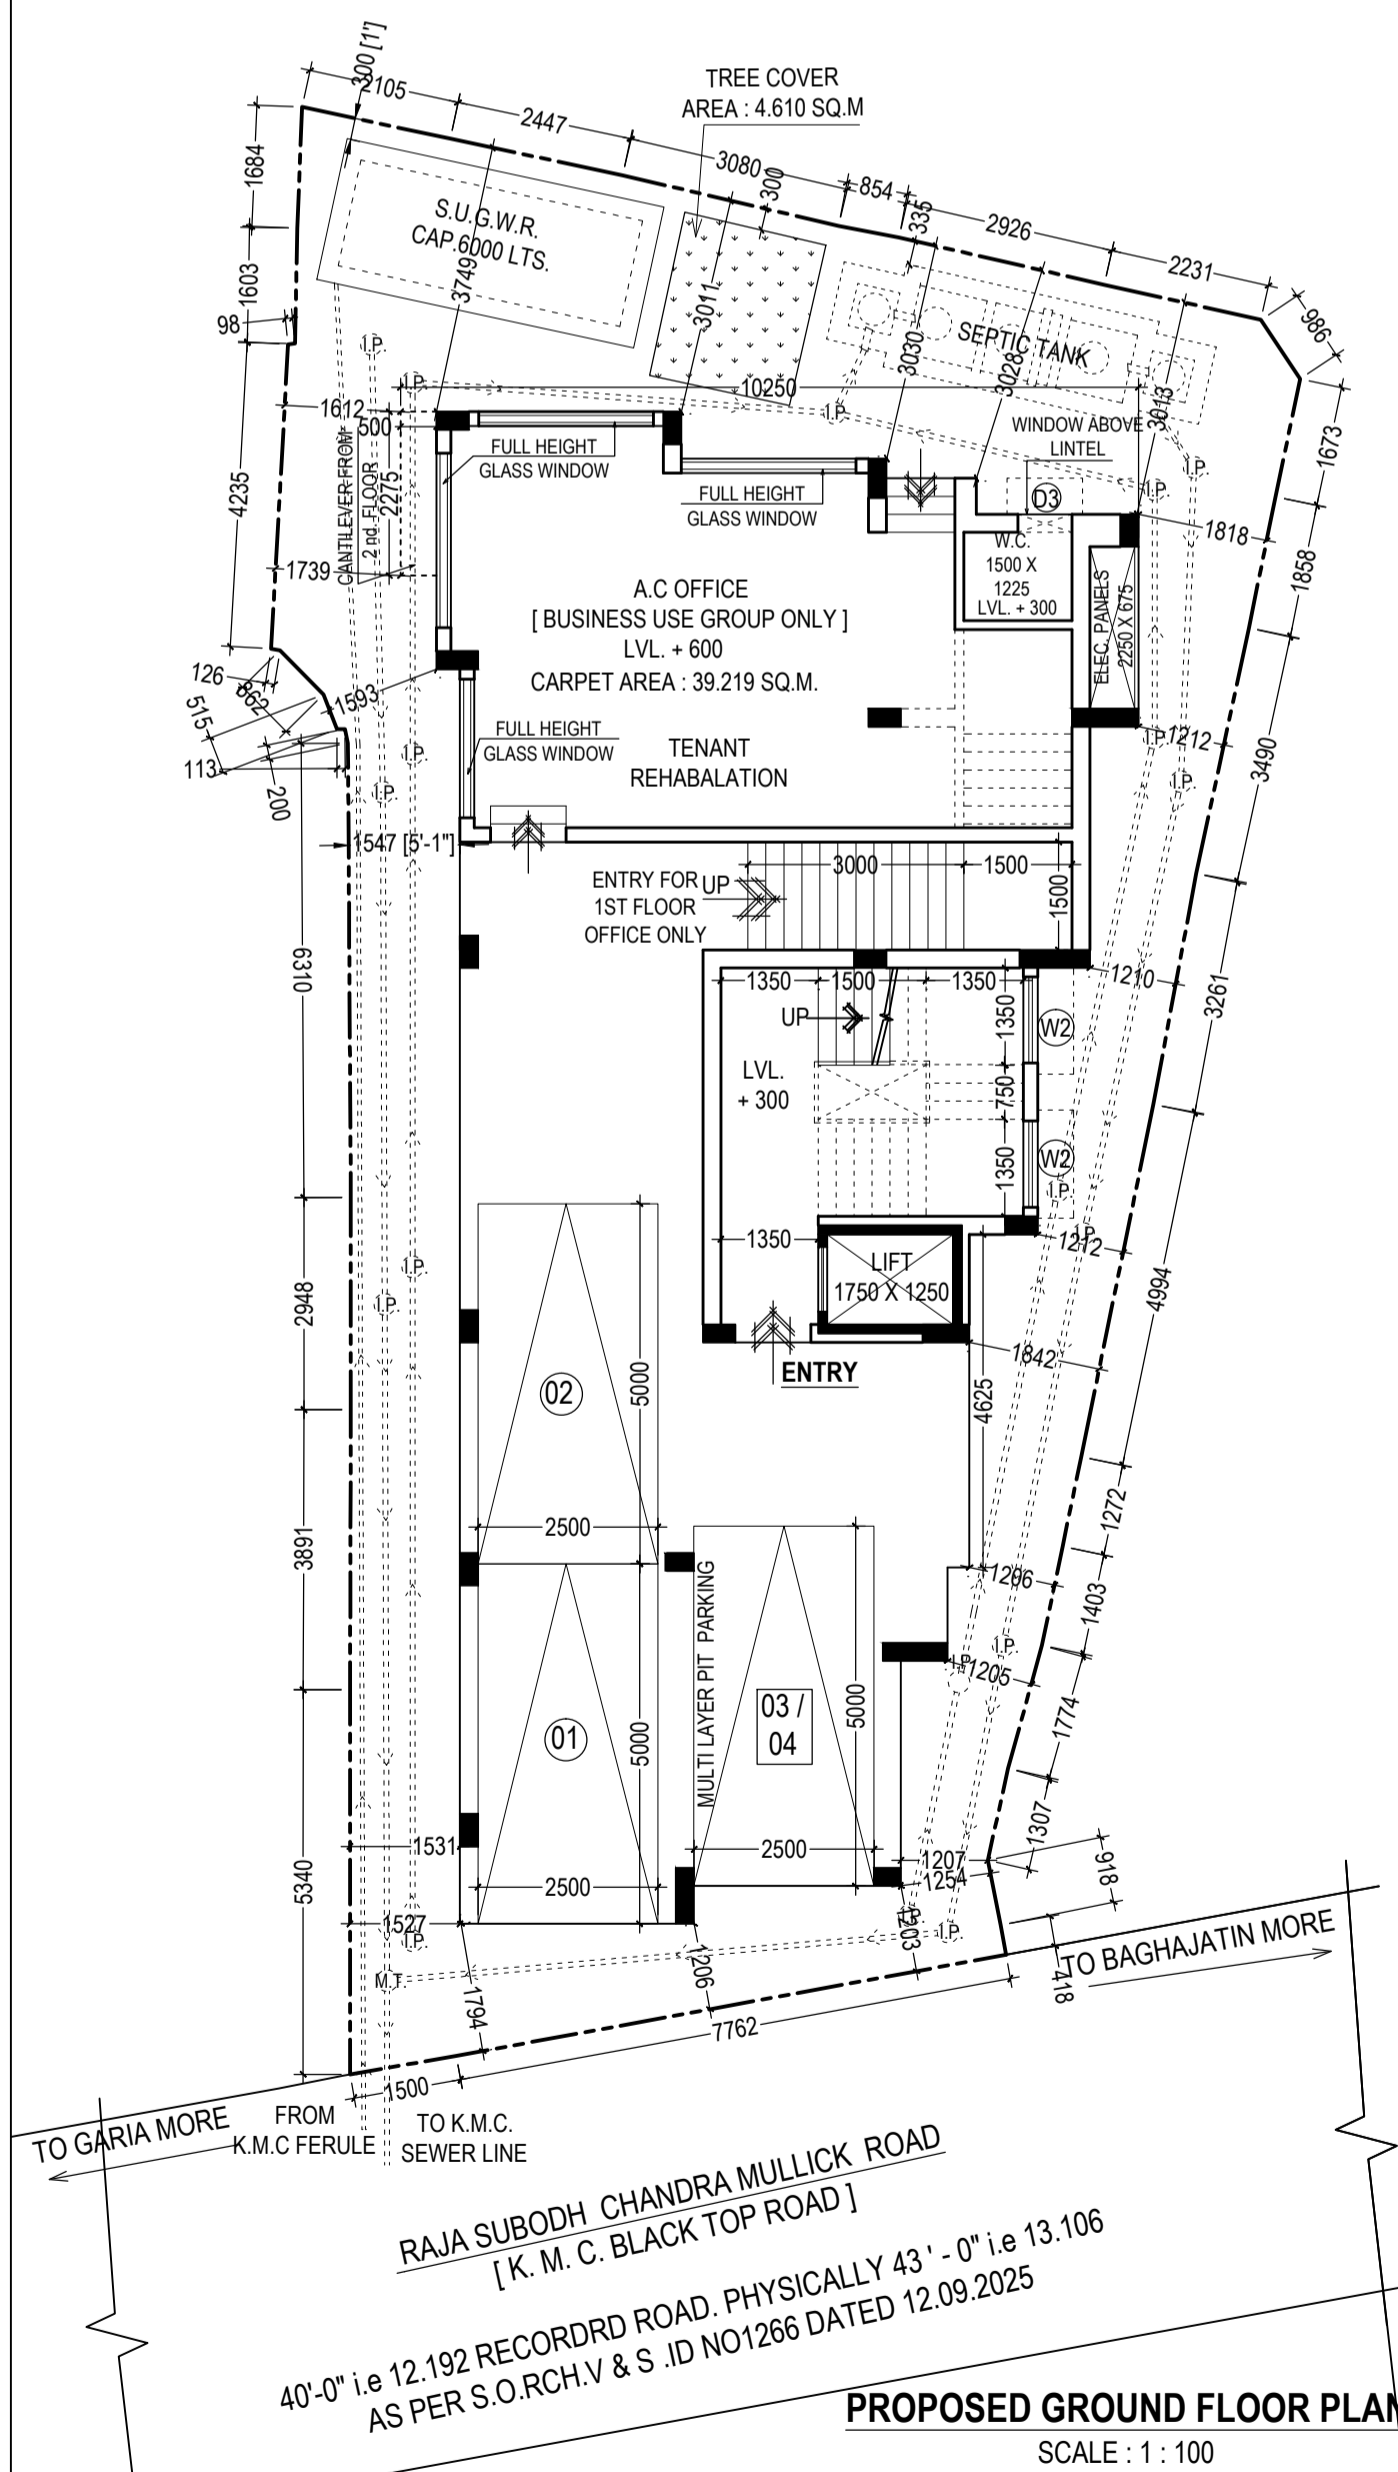 300 [1']
2105
2447
TREE COVER
AREA : 4.610 SQ.M
3080
300
854
335
2926
2231
986
1684
1603
98
4235
S.U.G.W.R.
CAP.6000 LTS.
3749
3011
3030
SEPTIC TANK
3028
3013
I.P.
I.P.
10250
I.P.
1673
1612
500
2275
CANTILEVER FROM
2 nd. FLOOR
FULL HEIGHT
GLASS WINDOW
FULL HEIGHT
GLASS WINDOW
WINDOW ABOVE
LINTEL
I.P.
I.P.
D3
1818
1858
W.C.
1500 X
1225
LVL. + 300
ELEC. PANELS
2250 X 675
1739
A.C OFFICE
[ BUSINESS USE GROUP ONLY ]
LVL. + 600
CARPET AREA : 39.219 SQ.M.
126
862
515
1593
113
200
FULL HEIGHT
GLASS WINDOW
TENANT
REHABALATION
I.P.
I.P.
I.P.
1212
I.P.
3490
1547 [5'-1"]
ENTRY FOR
1ST FLOOR
OFFICE ONLY
UP
3000
1500
1500
6310
1350
1500
1350
1210
3261
UP
1350
W2
LVL.
+ 300
750
1350
W2
I.P.
I.P.
1212
1350
LIFT
1750 X 1250
I.P.
I.P.
2948
4994
ENTRY
1842
4625
02
5000
2500
1272
3891
1206
1403
MULTI LAYER PIT PARKING
I.P.
I.P.
1205
01
5000
03 /
04
5000
1774
1307
1531
2500
2500
1207
1254
918
5340
1527
I.P.
I.P.
I.P.
1203
M.T.
1794
1206
418
7762
1500
TO BAGHAJATIN MORE
TO GARIA MORE
FROM
K.M.C FERULE
TO K.M.C.
SEWER LINE
RAJA SUBODH CHANDRA MULLICK ROAD
[ K. M. C. BLACK TOP ROAD ]
40'-0" i.e 12.192 RECORDRD ROAD. PHYSICALLY 43 ' - 0" i.e 13.106
AS PER S.O.RCH.V & S .ID NO1266 DATED 12.09.2025
PROPOSED GROUND FLOOR PLAN
SCALE : 1 : 100